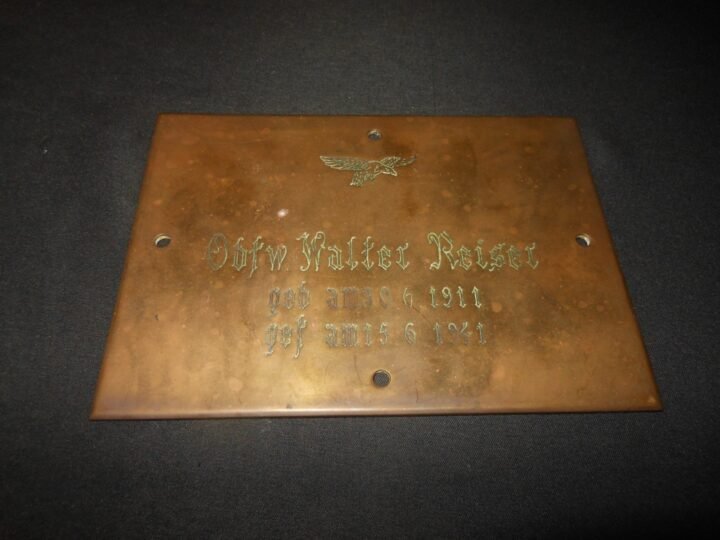 Obfw Walter Reiser
geb am 30 6 1911
gef am 15 6 1941